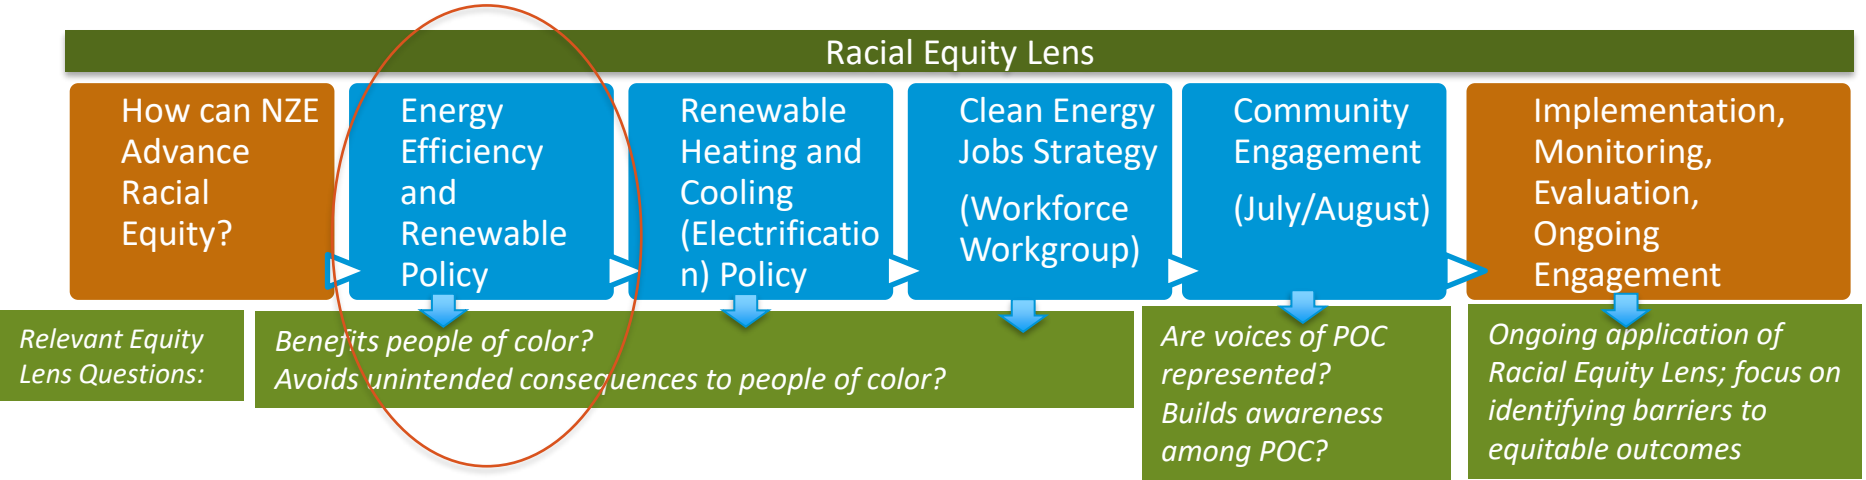 Racial Equity Lens
How can NZE
Advance
Racial
Equity?
Energy
Efficiency
and
Renewable
Policy
Renewable
Heating and
Cooling
(Electrificatio
n) Policy
Clean Energy
Jobs Strategy
(Workforce
Workgroup)
Community
Engagement
(July/August)
Implementation,
Monitoring,
Evaluation,
Ongoing
Engagement
Relevant Equity
Lens Questions:
Benefits people of color?
Avoids unintended consequences to people of color?
Are voices of POC
represented?
Builds awareness
among POC?
Ongoing application of
Racial Equity Lens; focus on
identifying barriers to
equitable outcomes